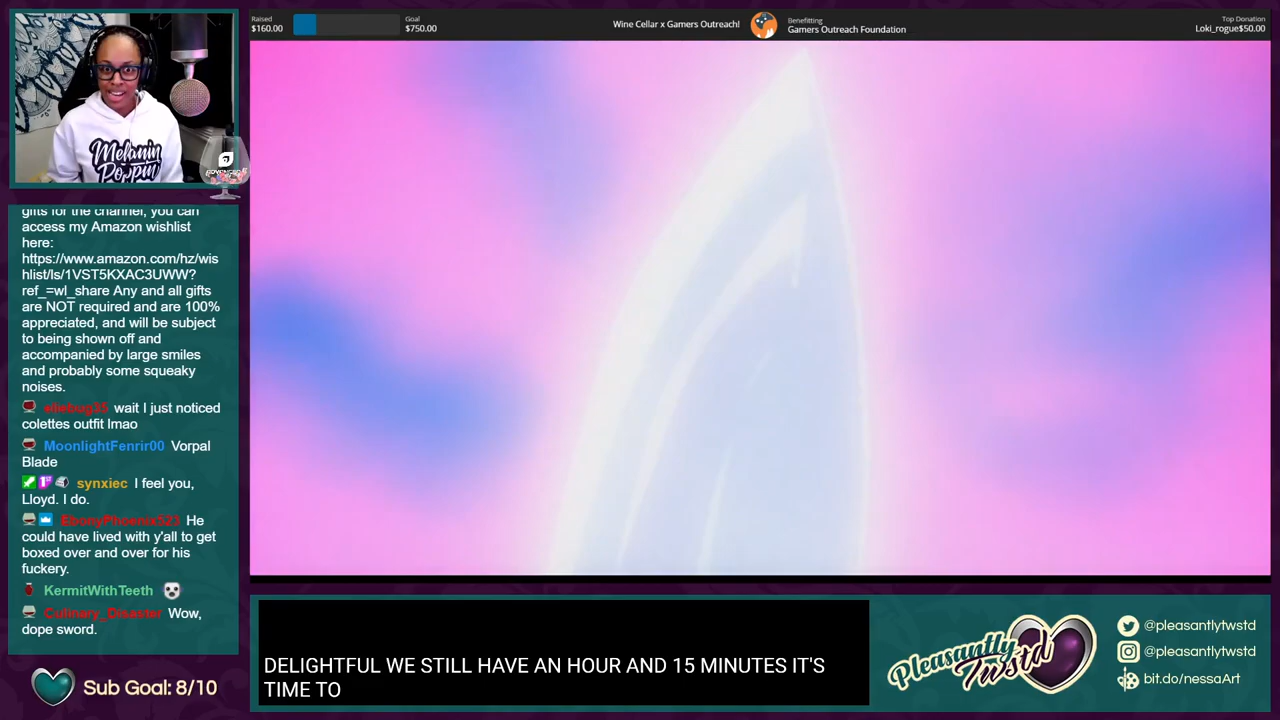 Raised
$160.00
Goal
$750.00
Wine Cellar x Gamers Outreach!
Benefitting
Gamers Outreach Foundation
Top Donation
Loki_rogue$50.00
Melanin
Poppin
gifts for the channel, you can
access my Amazon wishlist
here:
https://www.amazon.com/hz/wis
hlist/ls/1VST5KXAC3UWW?
ref_=wl_share Any and all gifts
are NOT required and are 100%
appreciated, and will be subject
to being shown off and
accompanied by large smiles
and probably some squeaky
noises.
elliebug35 wait I just noticed
colettes outfit lmao
MoonlightFenrir00 Vorpal
Blade
synxiec I feel you,
Lloyd. I do.
EbonyPhoenix523 He
could have lived with y'all to get
boxed over and over for his
fuckery.
KermitWithTeeth
Culinary_Disaster Wow,
dope sword.
Sub Goal: 8/10
DELIGHTFUL WE STILL HAVE AN HOUR AND 15 MINUTES IT'S
TIME TO
Pleasantly
Twstd
@pleasantlytwstd
@pleasantlytwstd
bit.do/nessaArt